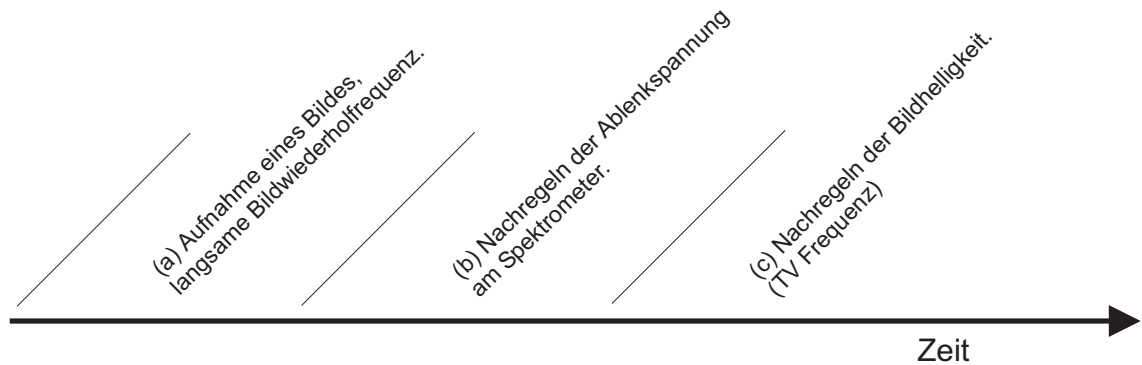 (a) Aufnahme eines Bildes,
langsame Bildwiederholfrequenz.
(b) Nachregeln der Ablenkspannung
am Spektrometer.
(c) Nachregeln der Bildhelligkeit.
(TV Frequenz)
Zeit